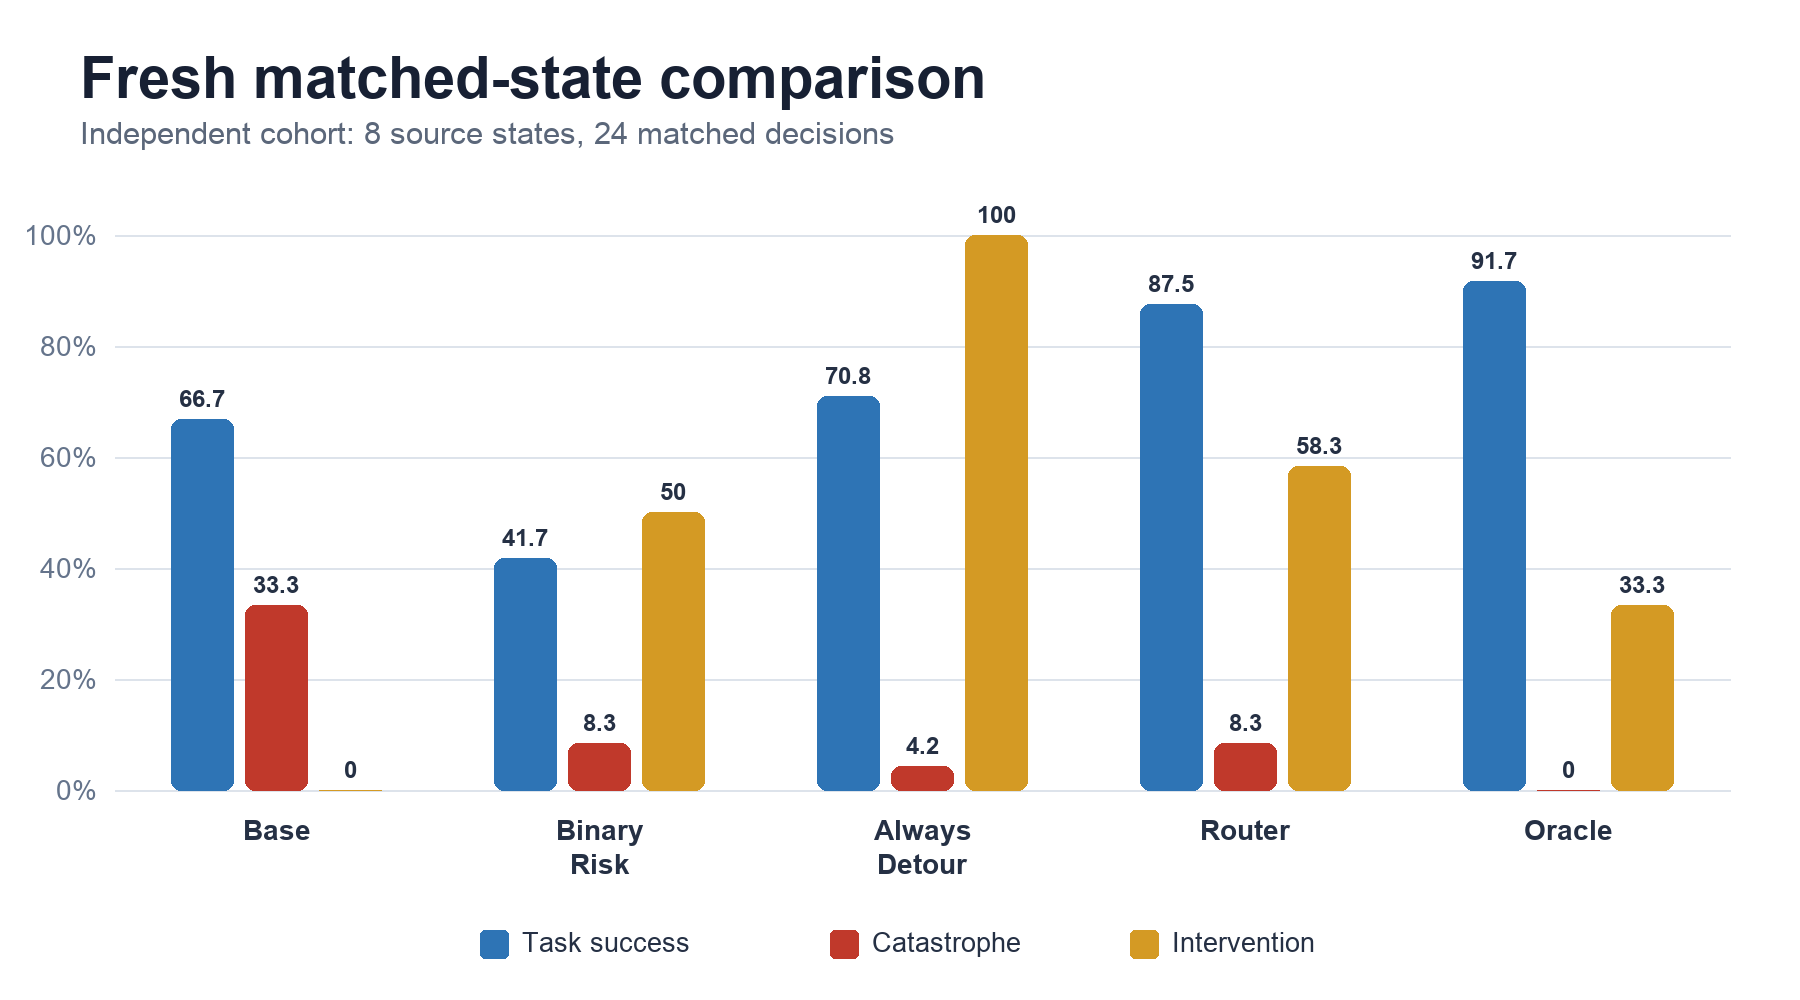 Fresh matched-state comparison
Independent cohort: 8 source states, 24 matched decisions
100%
80%
60%
40%
20%
0%
66.7
33.3
0
41.7
8.3
50
70.8
4.2
100
87.5
8.3
58.3
91.7
0
33.3
Base
Binary
Risk
Always
Detour
Router
Oracle
Task success
Catastrophe
Intervention